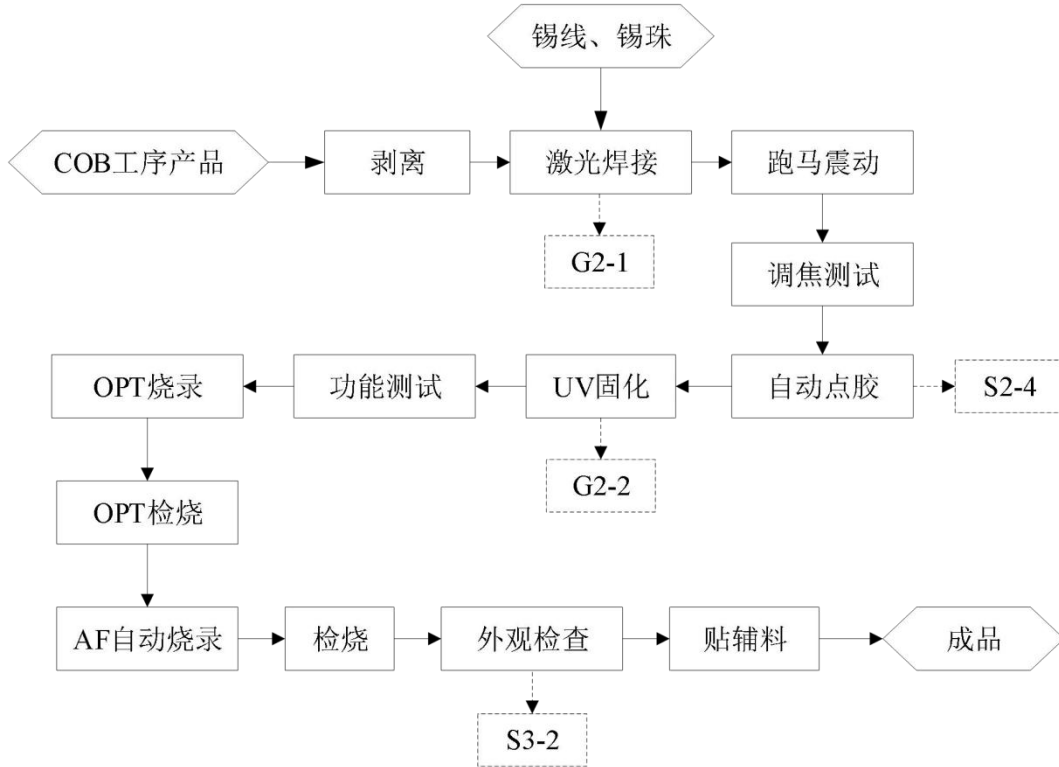 锡线、锡珠
COB工序产品
剥离
激光焊接
跑马震动
G2-1
调焦测试
OPT烧录
功能测试
UV固化
自动点胶
S2-4
G2-2
OPT检烧
AF自动烧录
检烧
外观检查
贴辅料
成品
S3-2